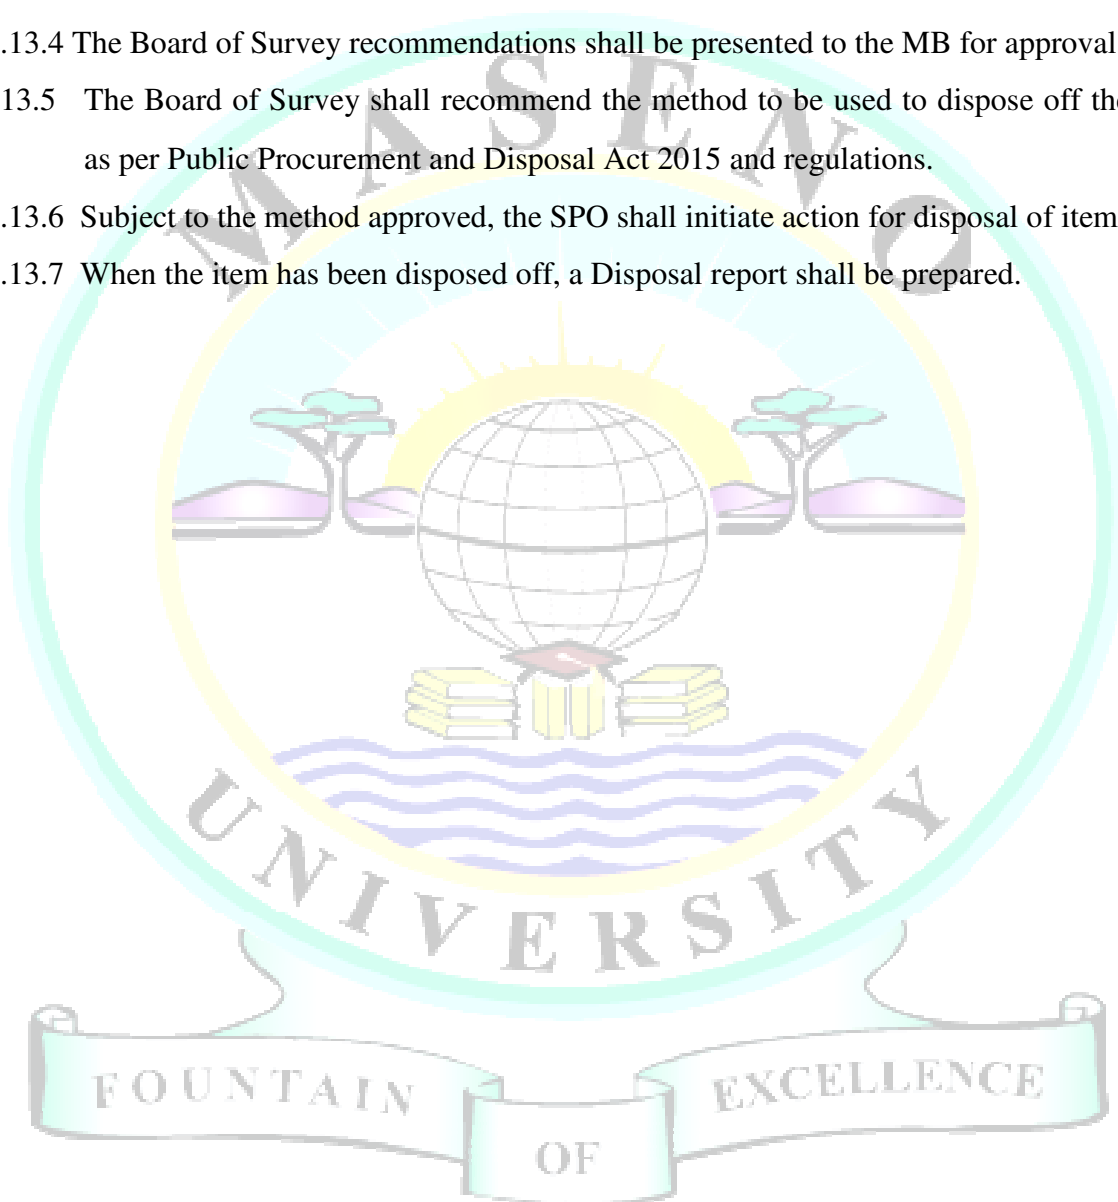 .13.4 The Board of Survey recommendations shall be presented to the MB for approval
13.5 The Board of Survey shall recommend the method to be used to dispose off the
as per Public Procurement and Disposal Act 2015 and regulations.
.13.6 Subject to the method approved, the SPO shall initiate action for disposal of item
.13.7 When the item has been disposed off, a Disposal report shall be prepared.
MASENO
UNIVERSITY
FOUNTAIN
OF
EXCELLENCE